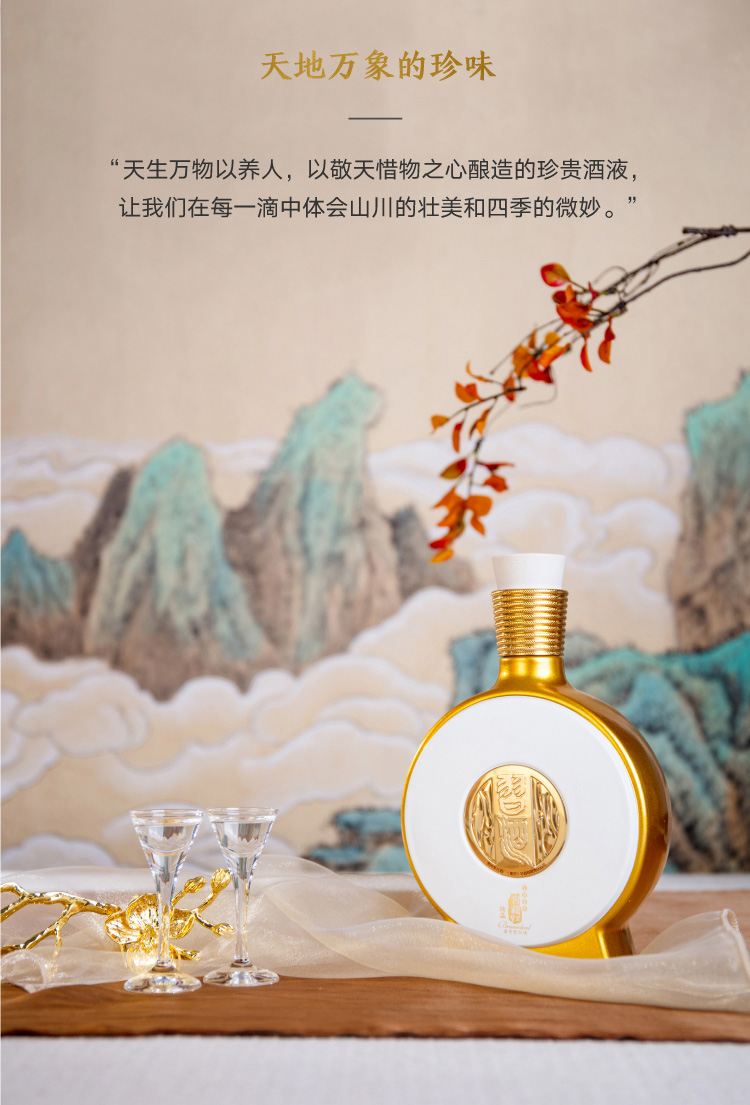 天地万象的珍味
“天生万物以养人，以敬天惜物之心酿造的珍贵酒液，
让我们在每一滴中体会山川的壮美和四季的微妙。”